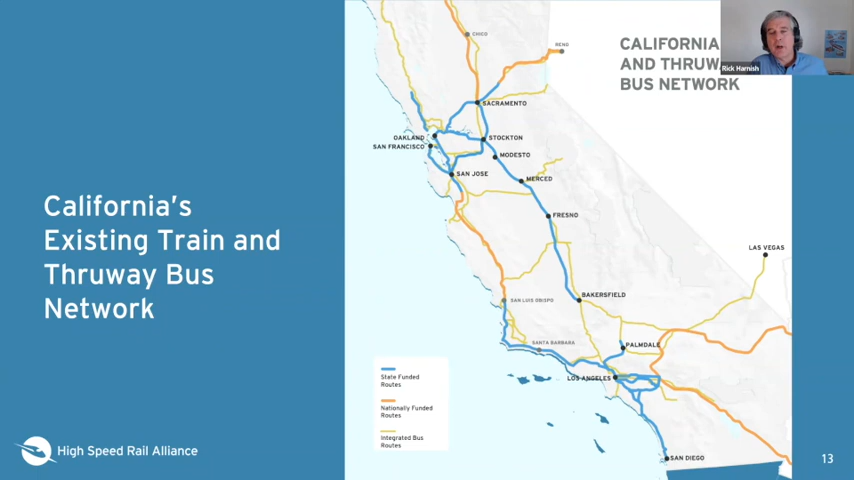 CALIFORNIA
AND THRUW
BUS NETWORK
Rick Harnish
California's
Existing Train and
Thruway Bus
Network
CHICO
RENO
SACRAMENTO
STOCKTON
OAKLAND
SAN FRANCISCO
MODESTO
SAN JOSE
MERCED
FRESNO
LAS VEGAS
BAKERSFIELD
SAN LUIS OBISPO
SANTA BARBARA
PALMDALE
LOS ANGELES
SAN DIEGO
State Funded
Routes
Nationally Funded
Routes
Integrated Bus
Routes
High Speed Rail Alliance
13